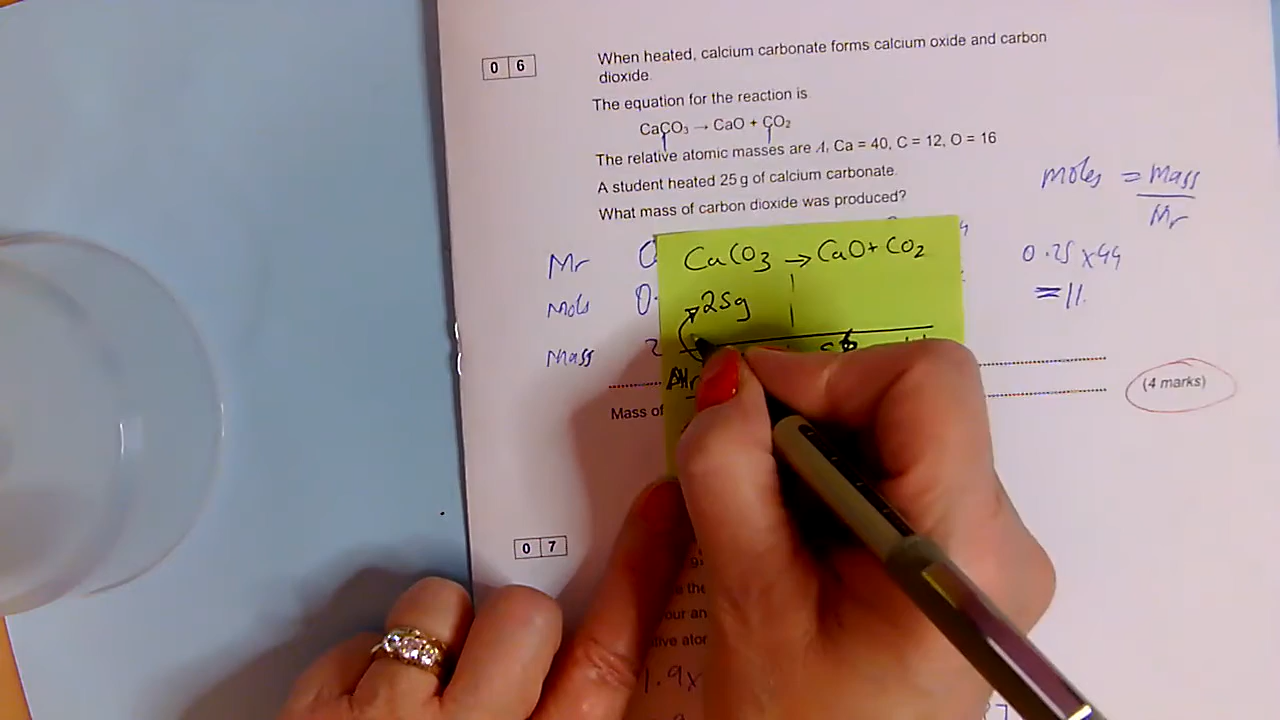 0 6
When heated, calcium carbonate forms calcium oxide and carbon
dioxide.
The equation for the reaction is
CaCO₃ → CaO + CO₂
The relative atomic masses are Aᵣ Ca = 40, C = 12, O = 16
A student heated 25 g of calcium carbonate.
What mass of carbon dioxide was produced?
moles = Mass
Mr
Mr
0.25 x 44
= 11.
Mols
Mass
CaCO3 → CaO + CO2
25g
(4 marks)
Mass of
0 7
1.9x